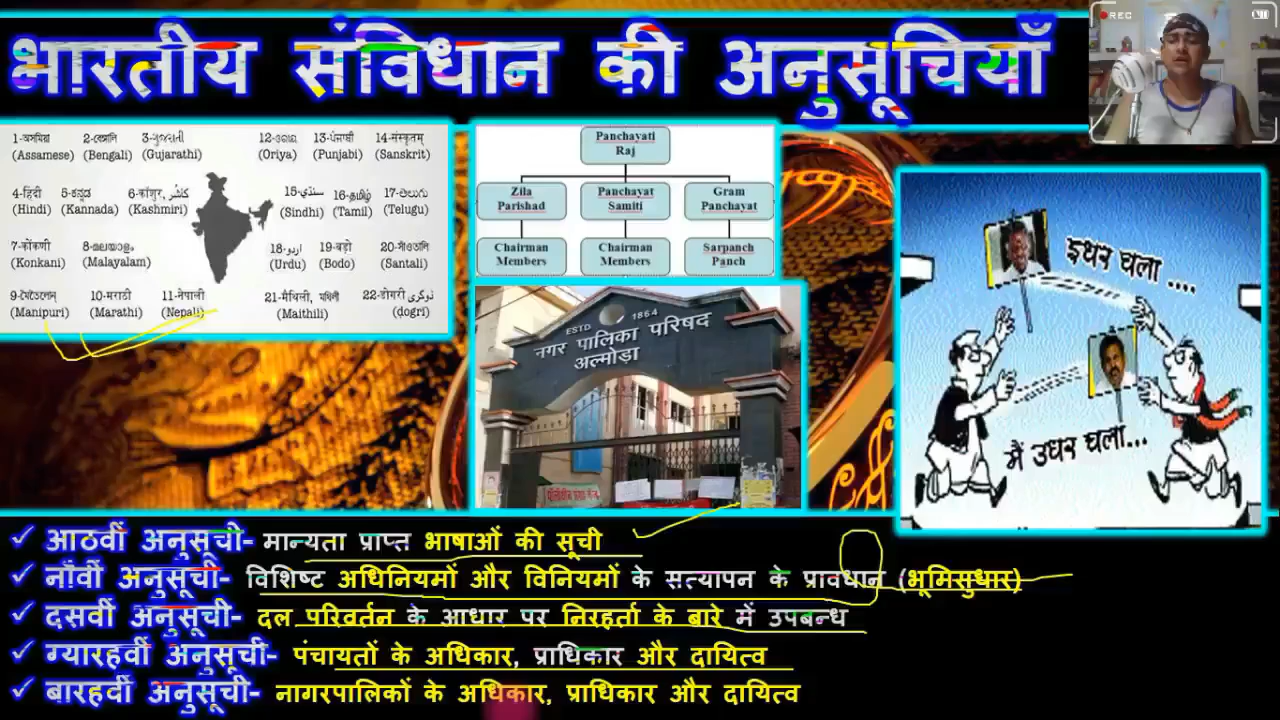 REC
भारतीय संविधान की अनुसूचियाँ
1-অসমিয়া 2-বেঙ্গালি 3-ગુજરાતી 12-ଓଡ଼ିଆ 13-ਪੰਜਾਬੀ 14-संस्कृतम्
(Assamese) (Bengali) (Gujarathi) (Oriya) (Punjabi) (Sanskrit)
4-हिंदी 5-ಕನ್ನಡ 6-कॉशुर, کٲشُر 15-سنڌي 16-தமிழ் 17-తెలుగు
(Hindi) (Kannada) (Kashmiri) (Sindhi) (Tamil) (Telugu)
7-कोंकणी 8-മലയാളം 18-اردو 19-बड़ो 20-
(Konkani) (Malayalam) (Urdu) (Bodo) (Santali)
9- 10-मराठी 11-नेपाली 21-मैथिली, 22-डोगरी
(Manipuri) (Marathi) (Nepali) (Maithili) (dogri)
Panchayati
Raj
Zila
Parishad
Panchayat
Samiti
Gram
Panchayat
Chairman
Members
Chairman
Members
Sarpanch
Panch
ESTD 1864
नगर पालिका परिषद
अल्मोड़ा
इधर चला ....
मैं उधर चला...
✓ आठवीं अनुसूची- मान्यता प्राप्त भाषाओं की सूची
✓ नौंवीं अनुसूची- विशिष्ट अधिनियमों और विनियमों के सत्यापन के प्रावधान (भूमिसुधार)
✓ दसवीं अनुसूची- दल परिवर्तन के आधार पर निरहर्ता के बारे में उपबन्ध
✓ ग्यारहवीं अनुसूची- पंचायतों के अधिकार, प्राधिकार और दायित्व
✓ बारहवीं अनुसूची- नागरपालिकों के अधिकार, प्राधिकार और दायित्व